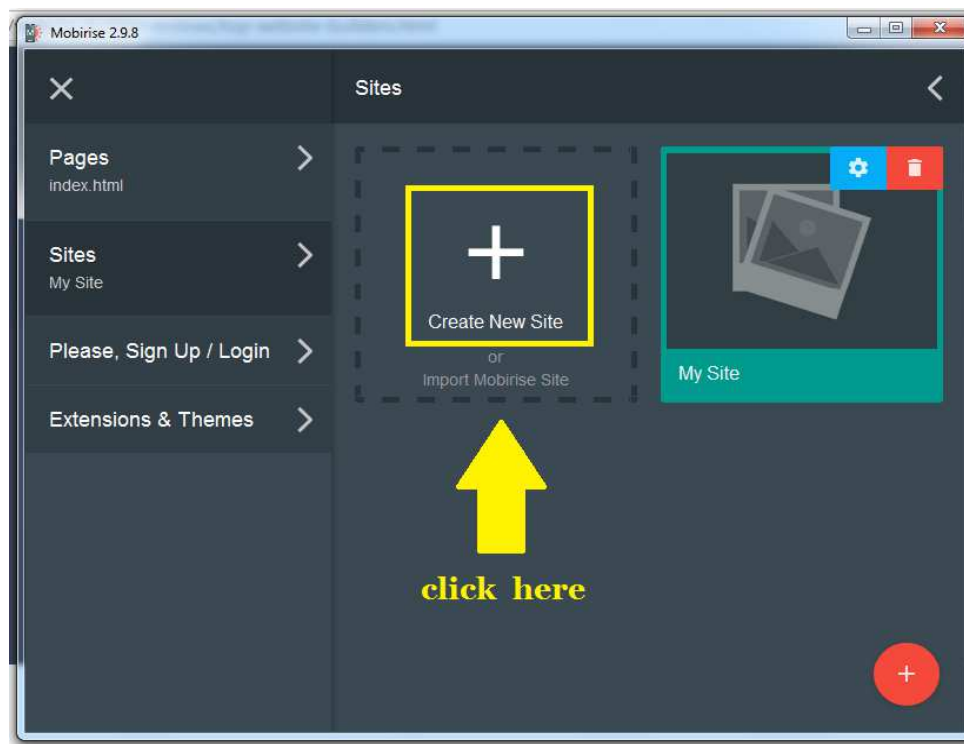 Mobirise 2.9.8
Sites
Pages
index.html
Sites
My Site
Please, Sign Up / Login
Extensions & Themes
Create New Site
or
Import Mobirise Site
My Site
click here